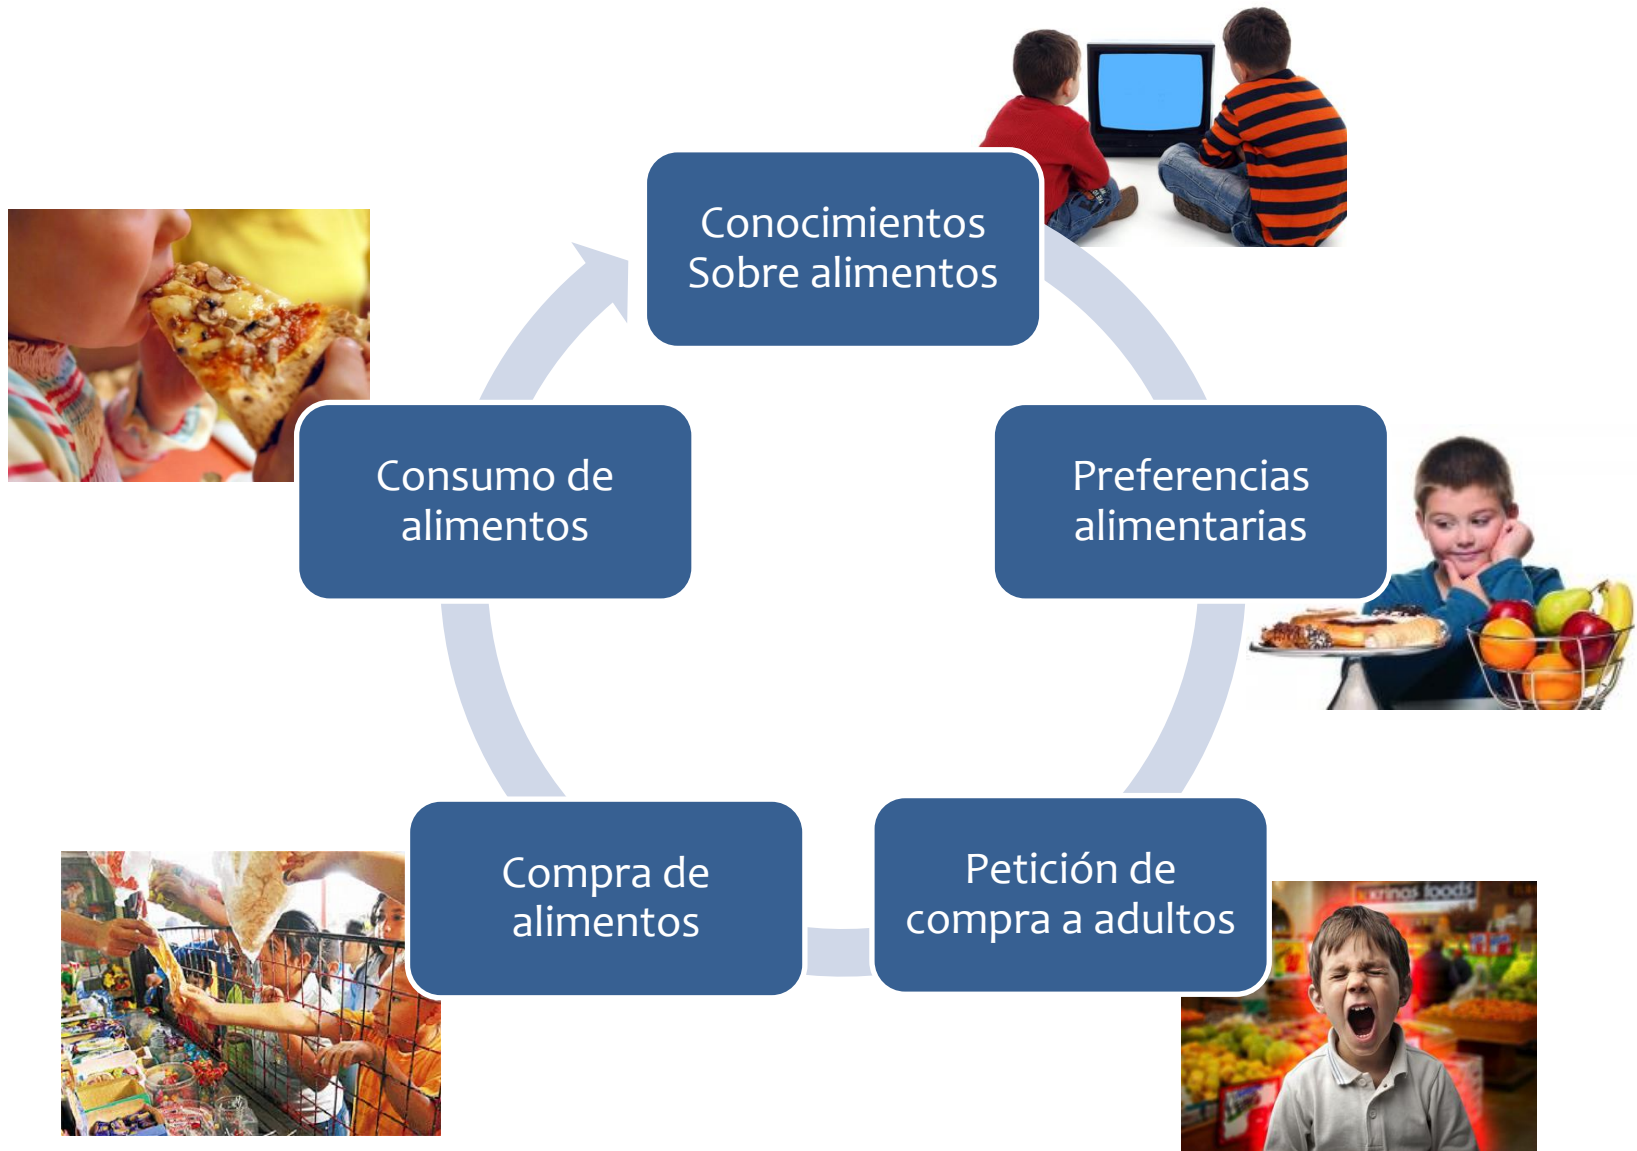 Conocimientos
Sobre alimentos
Preferencias
alimentarias
Petición de
compra a adultos
Compra de
alimentos
Consumo de
alimentos